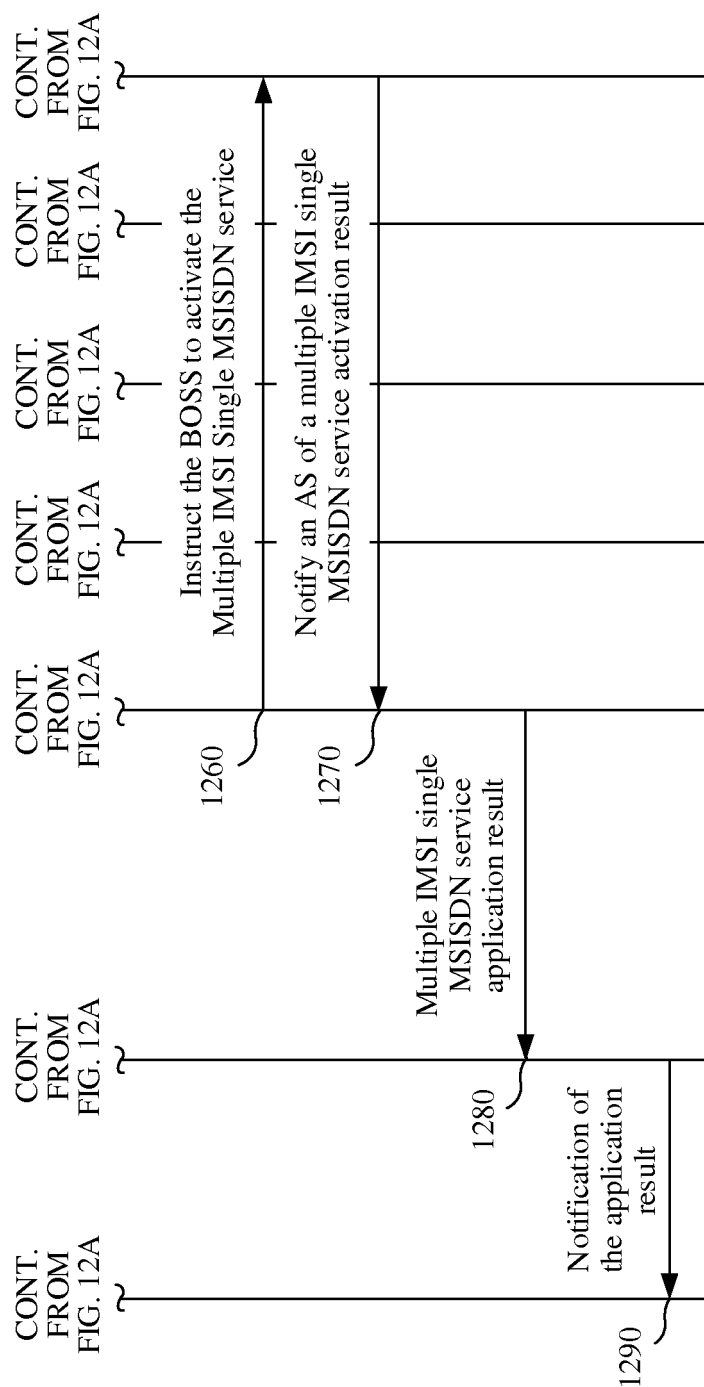 CONT.
FROM
FIG. 12A
CONT.
FROM
FIG. 12A
CONT.
FROM
FIG. 12A
CONT.
FROM
FIG. 12A
CONT.
FROM
FIG. 12A
CONT.
FROM
FIG. 12A
CONT.
FROM
FIG. 12A
1260
Instruct the BOSS to activate the
Multiple IMSI Single MSISDN service
1270
Notify an AS of a multiple IMSI single
MSISDN service activation result
Multiple IMSI single
MSISDN service
application result
1280
Notification of
the application
result
1290